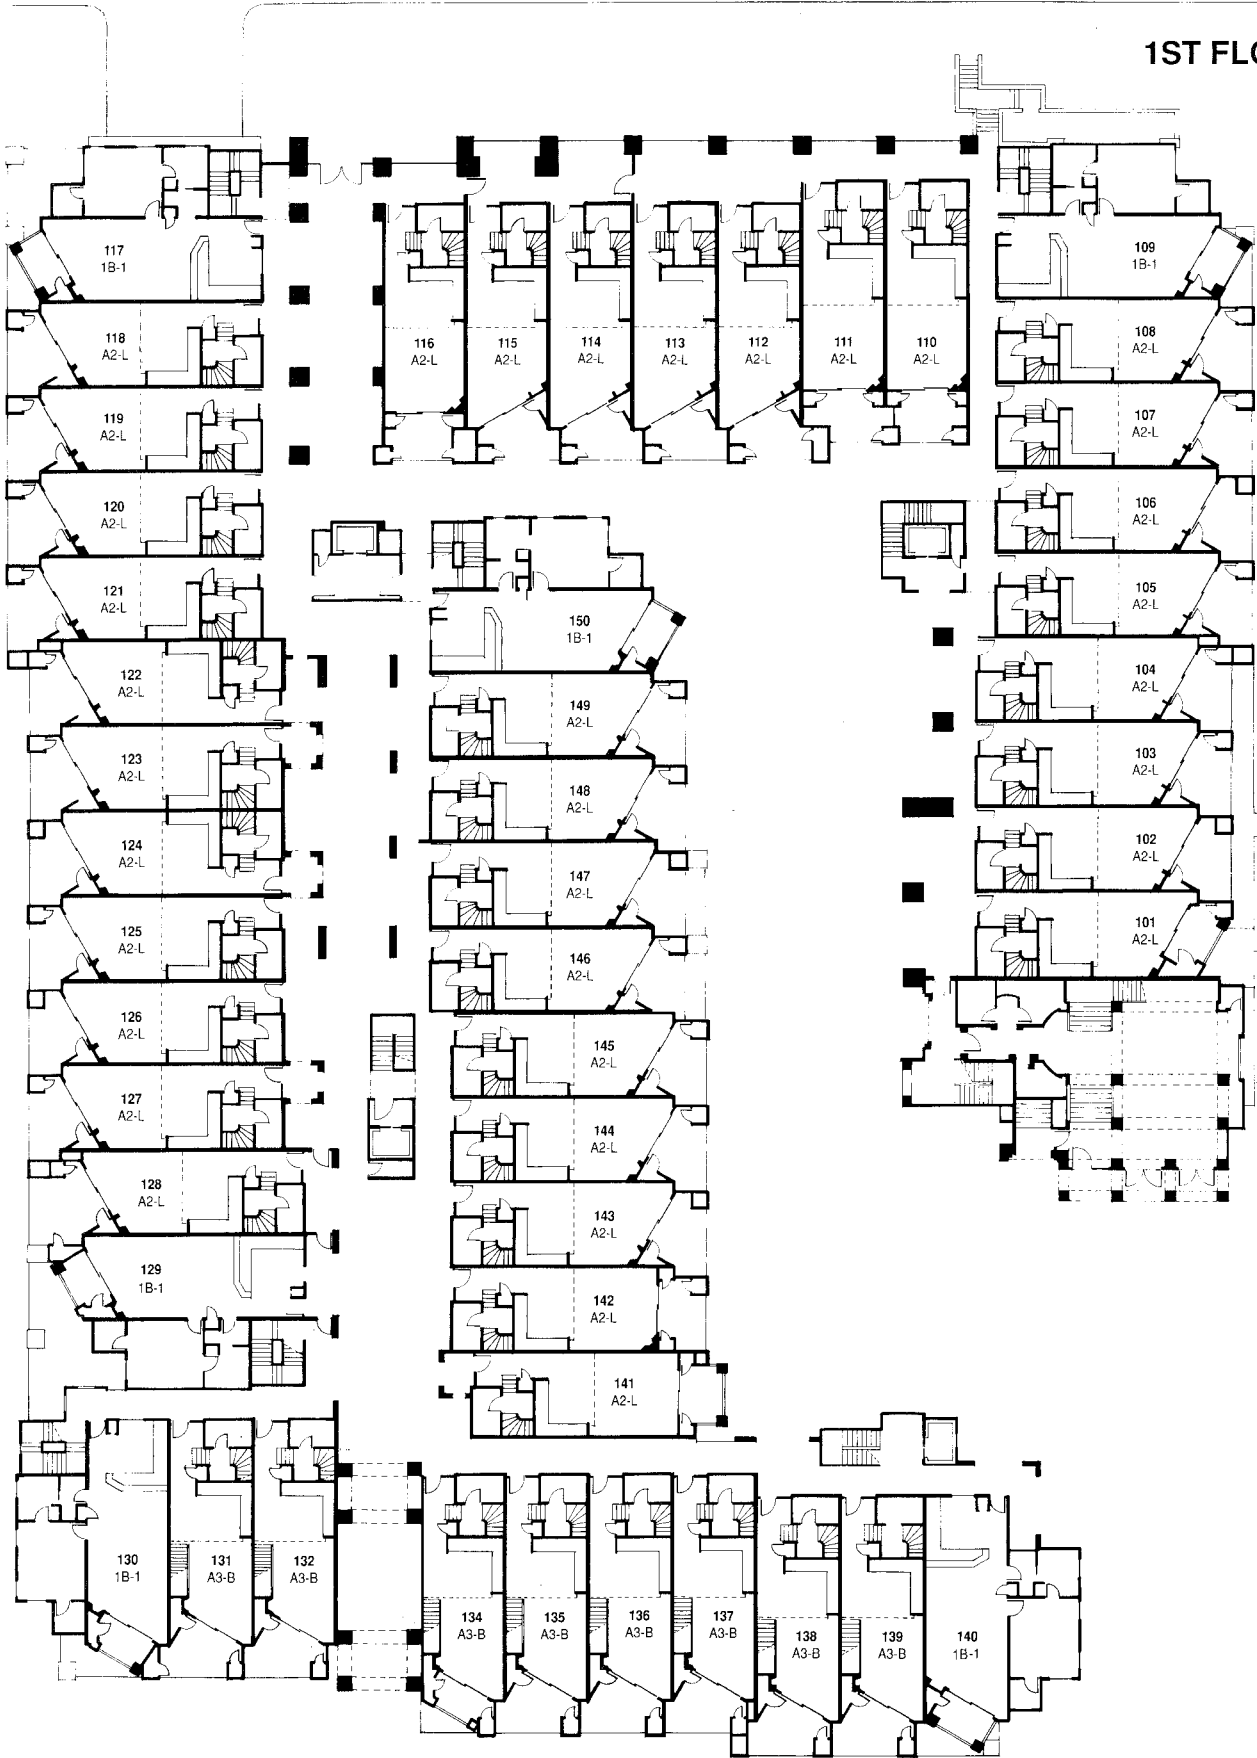 1ST FLO
117
1B-1
109
1B-1
118
A2-L
116
A2-L
115
A2-L
114
A2-L
113
A2-L
112
A2-L
111
A2-L
110
A2-L
108
A2-L
119
A2-L
107
A2-L
120
A2-L
106
A2-L
121
A2-L
105
A2-L
150
1B-1
122
A2-L
104
A2-L
149
A2-L
123
A2-L
103
A2-L
148
A2-L
124
A2-L
102
A2-L
147
A2-L
125
A2-L
101
A2-L
146
A2-L
126
A2-L
145
A2-L
127
A2-L
144
A2-L
128
A2-L
143
A2-L
129
1B-1
142
A2-L
141
A2-L
130
1B-1
131
A3-B
132
A3-B
134
A3-B
135
A3-B
136
A3-B
137
A3-B
138
A3-B
139
A3-B
140
1B-1